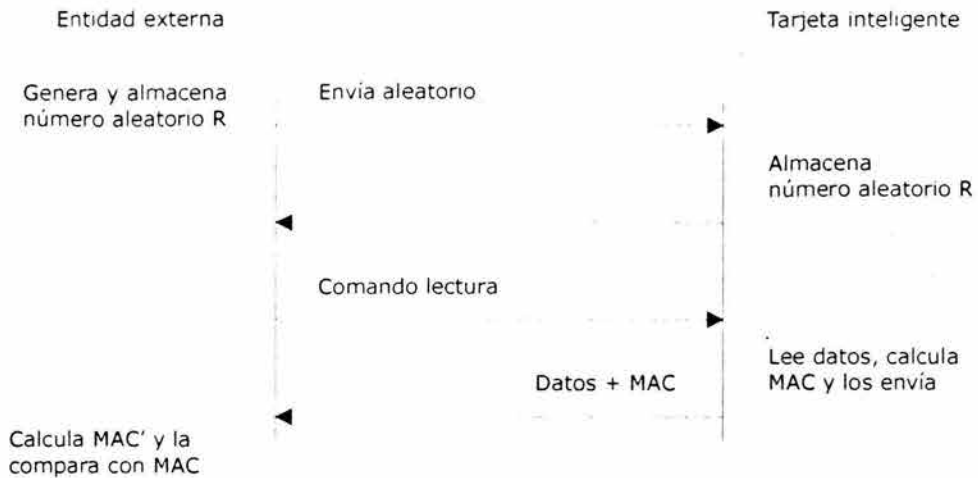 Entidad externa
Tarjeta inteligente
Genera y almacena
número aleatorio R
Envía aleatorio
Almacena
número aleatorio R
Comando lectura
Lee datos, calcula
MAC y los envía
Datos + MAC
Calcula MAC' y la
compara con MAC